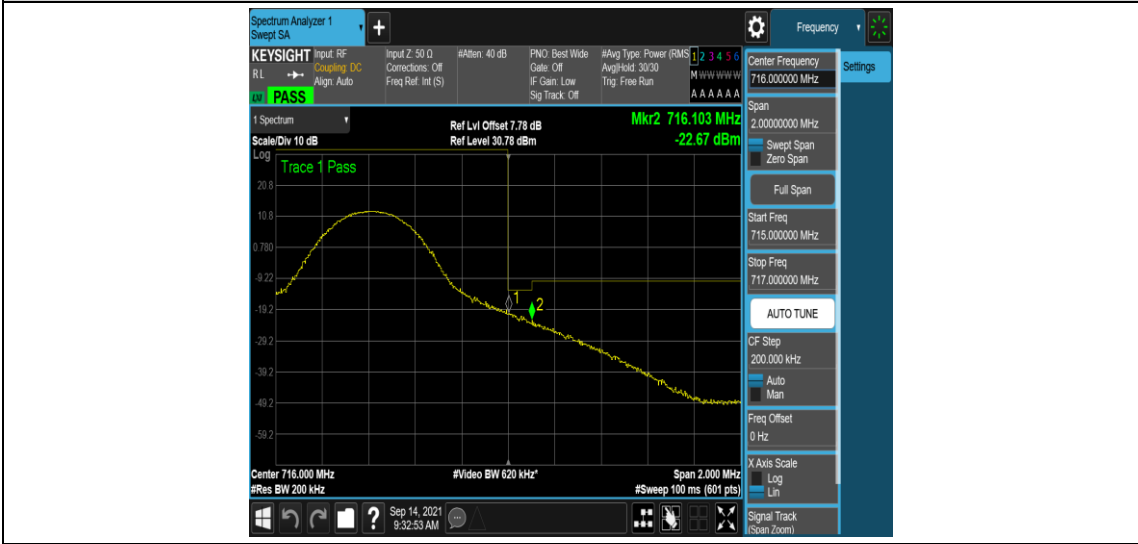 Spectrum Analyzer 1
Swept SA
+
Frequency
KEYSIGHT
RL
PASS
Input: RF
Coupling: DC
Align: Auto
Input Z: 50 Ω
Corrections: Off
Freq Ref: Int (S)
#Atten: 40 dB
PNO: Best Wide
Gate: Off
IF Gain: Low
Sig Track: Off
#Avg Type: Power (RMS
Avg|Hold: 30/30
Trig: Free Run
1 2 3 4 5 6
M W W W W W
A A A A A A
1 Spectrum
Scale/Div 10 dB
Ref Lvl Offset 7.78 dB
Ref Level 30.78 dBm
Mkr2 716.103 MHz
-22.67 dBm
Log
Trace 1 Pass
20.8
10.8
0.780
-9.22
-19.2
-29.2
-39.2
-49.2
-59.2
1
2
Center 716.000 MHz
#Res BW 200 kHz
#Video BW 620 kHz*
Span 2.000 MHz
#Sweep 100 ms (601 pts)
?
Sep 14, 2021
9:32:53 AM
Center Frequency
716.000000 MHz
Span
2.00000000 MHz
Swept Span
Zero Span
Full Span
Start Freq
715.000000 MHz
Stop Freq
717.000000 MHz
AUTO TUNE
CF Step
200.000 kHz
Auto
Man
Freq Offset
0 Hz
X Axis Scale
Log
Lin
Signal Track
(Span Zoom)
Settings